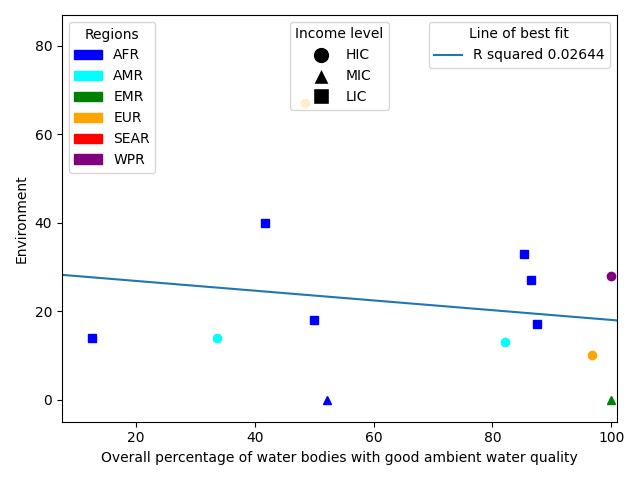 Regions
AFR
AMR
EMR
EUR
SEAR
WPR
Income level
HIC
MIC
LIC
Line of best fit
R squared 0.02644
Environment
80
60
40
20
0
20 40 60 80 100
Overall percentage of water bodies with good ambient water quality